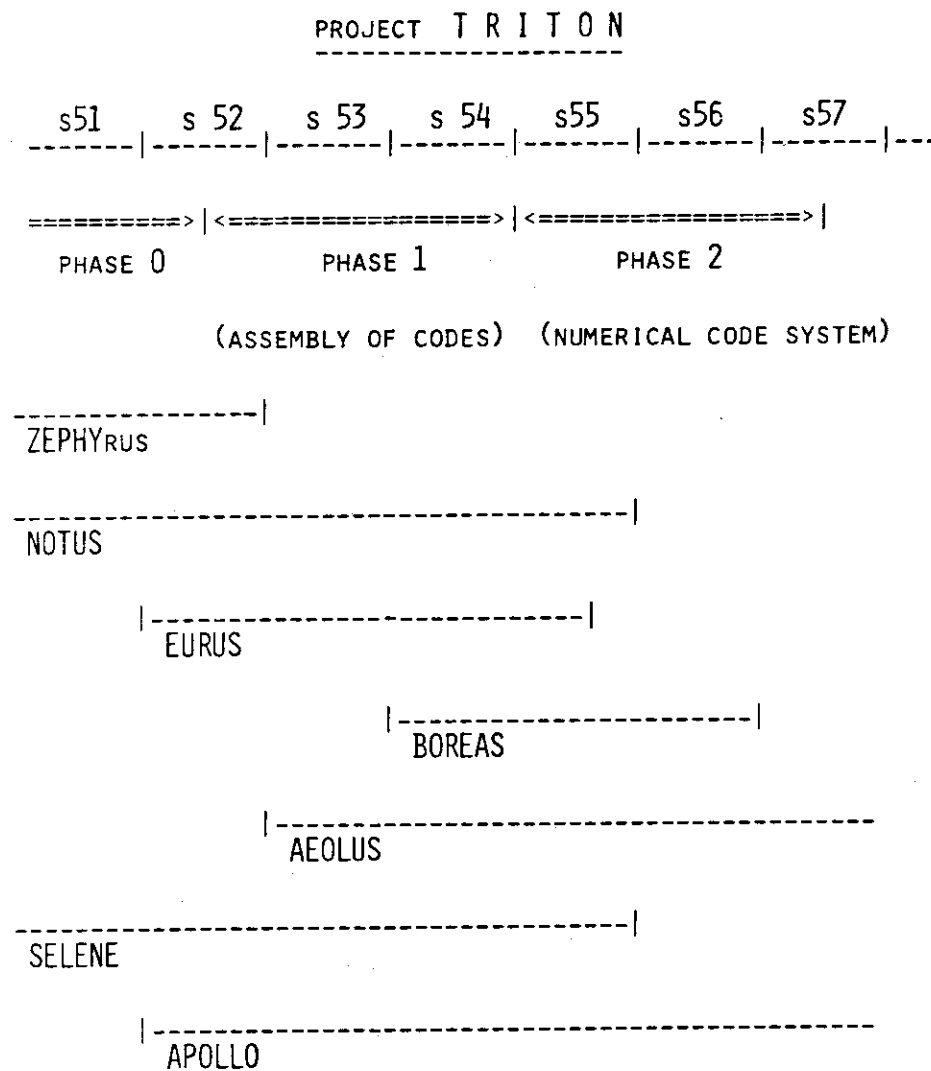 PROJECT T R I T O N
-------------------
s51 s 52 s 53 s 54 s55 s56 s57
-------|-------|-------|-------|-------|-------|-------|---
==========>|<=================>|<=================>|
PHASE 0 PHASE 1 PHASE 2
(ASSEMBLY OF CODES) (NUMERICAL CODE SYSTEM)
----------------|
ZEPHYRUS
----------------------------------------|
NOTUS
|----------------------------|
EURUS
|-----------------------|
BOREAS
|---------------------------------------
AEOLUS
----------------------------------------|
SELENE
|-----------------------------------------------
APOLLO